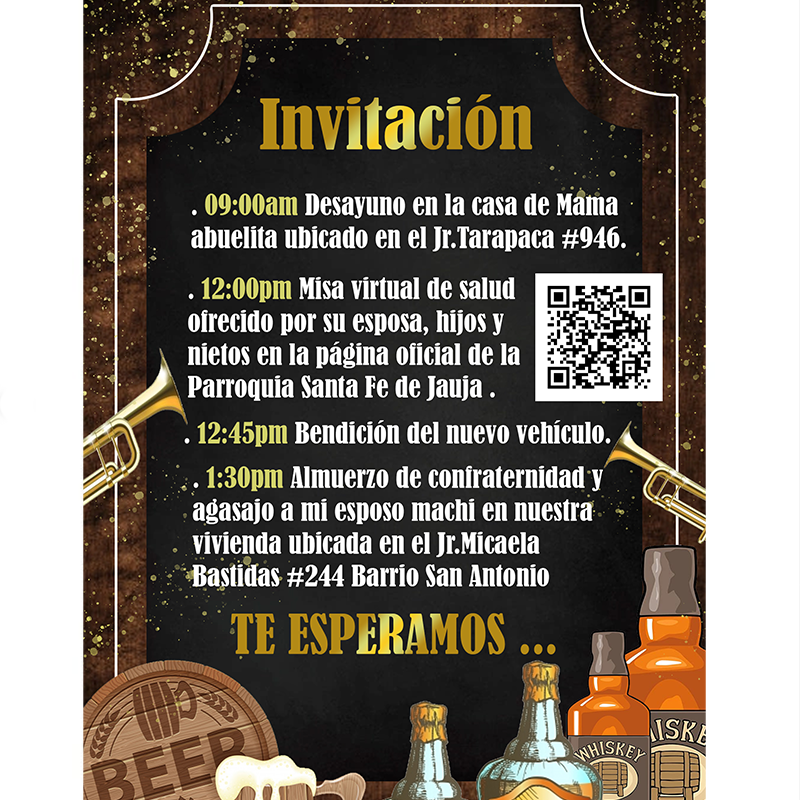 Invitación
. 09:00am Desayuno en la casa de Mama
abuelita ubicado en el Jr.Tarapaca #946.
. 12:00pm Misa virtual de salud
ofrecido por su esposa, hijos y
nietos en la página oficial de la
Parroquia Santa Fe de Jauja .
. 12:45pm Bendición del nuevo vehículo.
. 1:30pm Almuerzo de confraternidad y
agasajo a mi esposo machi en nuestra
vivienda ubicada en el Jr.Micaela
Bastidas #244 Barrio San Antonio
TE ESPERAMOS ...
BEER
WHISKEY